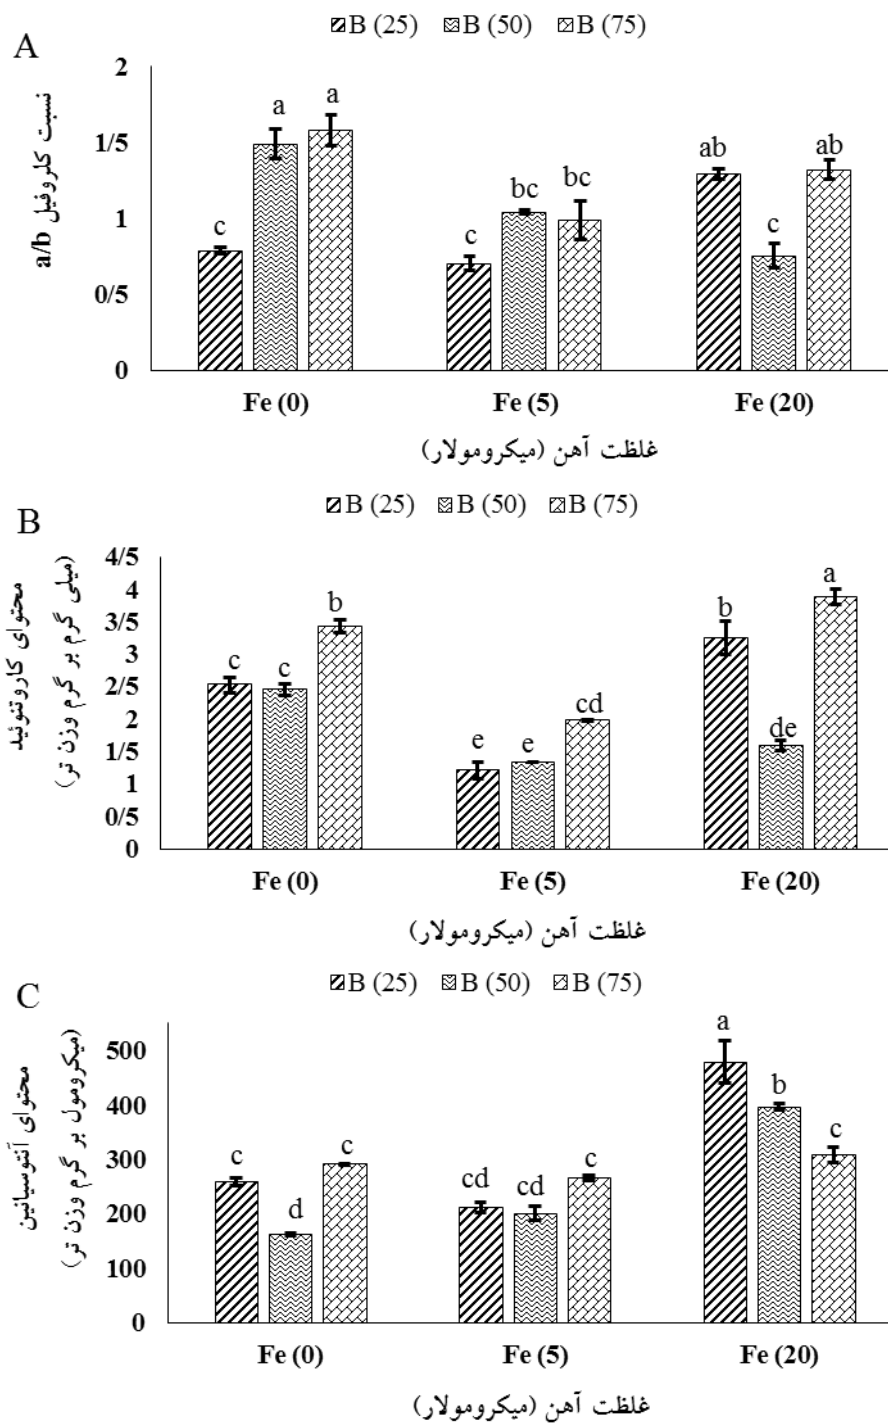 A
B (25) B (50) B (75)
نسبت کلروفیل a/b
2
1/5
1
0/5
0
c a a
c bc bc
ab c ab
Fe (0) Fe (5) Fe (20)
غلظت آهن (میکرومولار)
B
B (25) B (50) B (75)
محتوای کاروتنوئید
(میلی گرم بر گرم وزن تر)
4/5
4
3/5
3
2/5
2
1/5
1
0/5
0
c c b
e e cd
b de a
Fe (0) Fe (5) Fe (20)
غلظت آهن (میکرومولار)
C
B (25) B (50) B (75)
محتوای آنتوسیانین
(میکرومول بر گرم وزن تر)
500
400
300
200
100
0
c d c
cd cd c
a b c
Fe (0) Fe (5) Fe (20)
غلظت آهن (میکرومولار)